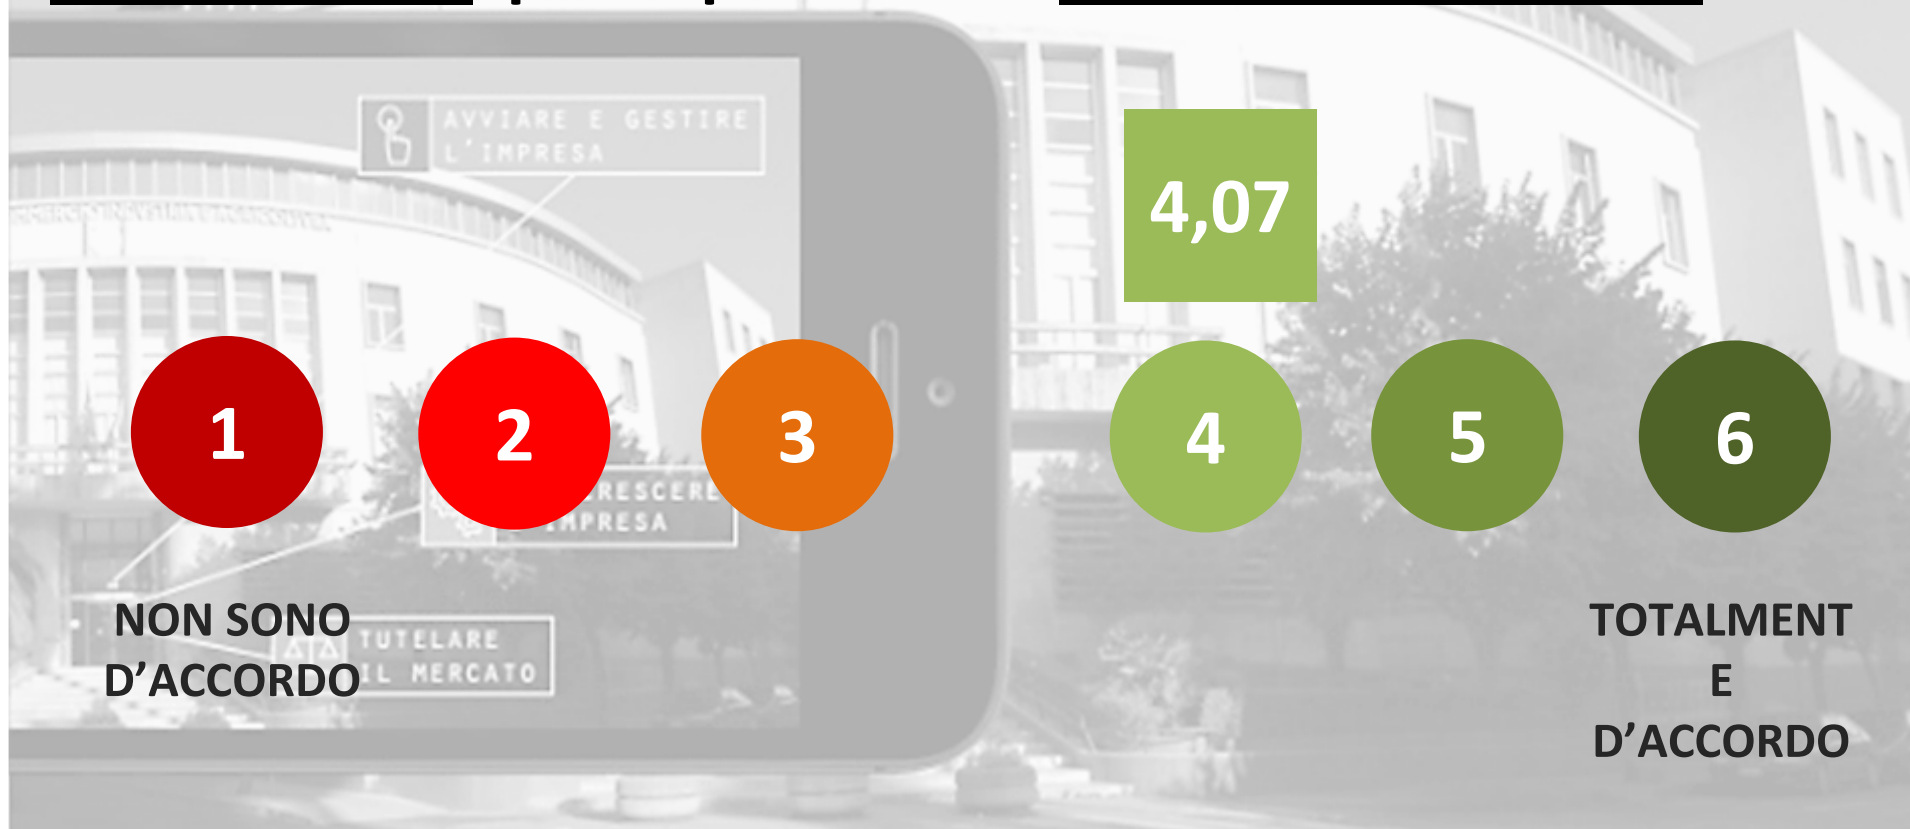 AVVIARE E GESTIRE
L'IMPRESA
4,07
1
2
3
4
5
6
RESCERE
MPRESA
NON SONO
D’ACCORDO
TUTELARE
IL MERCATO
TOTALMENT
E
D’ACCORDO